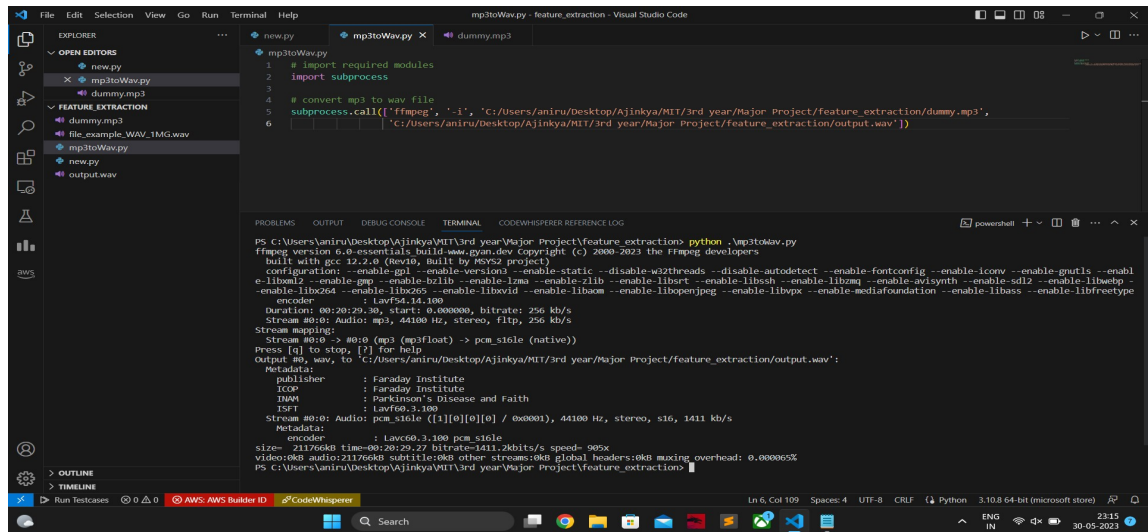 File Edit Selection View Go Run Terminal Help
mp3toWav.py - feature_extraction - Visual Studio Code
EXPLORER
OPEN EDITORS
new.py
mp3toWav.py
dummy.mp3
FEATURE_EXTRACTION
dummy.mp3
file_example_WAV_1MG.wav
mp3toWav.py
new.py
output.wav
OUTLINE
TIMELINE
aws
new.py mp3toWav.py dummy.mp3
mp3toWav.py
1 # import required modules
2 import subprocess
3
4 # convert mp3 to wav file
5 subprocess.call(['ffmpeg', '-i', 'C:/Users/aniru/Desktop/Ajinkya/MIT/3rd year/Major Project/feature_extraction/dummy.mp3',
6 'C:/Users/aniru/Desktop/Ajinkya/MIT/3rd year/Major Project/feature_extraction/output.wav'])
PROBLEMS OUTPUT DEBUG CONSOLE TERMINAL CODEWHISPERER REFERENCE LOG
powershell
PS C:\Users\aniru\Desktop\Ajinkya\MIT\3rd year\Major Project\feature_extraction> python .\mp3toWav.py
ffmpeg version 6.0-essentials_build-www.gyan.dev Copyright (c) 2000-2023 the FFmpeg developers
built with gcc 12.2.0 (Rev10, Built by MSYS2 project)
configuration: --enable-gpl --enable-version3 --enable-static --disable-w32threads --disable-autodetect --enable-fontconfig --enable-iconv --enable-gnutls --enabl
e-libxml2 --enable-gmp --enable-bzlib --enable-lzma --enable-zlib --enable-libsrt --enable-libssh --enable-libzmq --enable-avisynth --enable-sdl2 --enable-libwebp -
-enable-libx264 --enable-libx265 --enable-libxvid --enable-libaom --enable-libopenjpeg --enable-libvpx --enable-mediafoundation --enable-libass --enable-libfreetype
encoder : Lavf54.14.100
Duration: 00:20:29.30, start: 0.000000, bitrate: 256 kb/s
Stream #0:0: Audio: mp3, 44100 Hz, stereo, fltp, 256 kb/s
Stream mapping:
Stream #0:0 -> #0:0 (mp3 (mp3float) -> pcm_s16le (native))
Press [q] to stop, [?] for help
Output #0, wav, to 'C:/Users/aniru/Desktop/Ajinkya/MIT/3rd year/Major Project/feature_extraction/output.wav':
Metadata:
publisher : Faraday Institute
ICOP : Faraday Institute
INAM : Parkinson's Disease and Faith
ISFT : Lavf60.3.100
Stream #0:0: Audio: pcm_s16le ([1][0][0][0] / 0x0001), 44100 Hz, stereo, s16, 1411 kb/s
Metadata:
encoder : Lavc60.3.100 pcm_s16le
size= 211766kB time=00:20:29.27 bitrate=1411.2kbits/s speed= 905x
video:0kB audio:211766kB subtitle:0kB other streams:0kB global headers:0kB muxing overhead: 0.000065%
PS C:\Users\aniru\Desktop\Ajinkya\MIT\3rd year\Major Project\feature_extraction>
Run Testcases 0 0 AWS: AWS Builder ID CodeWhisperer
Ln 6, Col 109 Spaces: 4 UTF-8 CRLF Python 3.10.8 64-bit (microsoft store)
Search
ENG
IN
23:15
30-05-2023